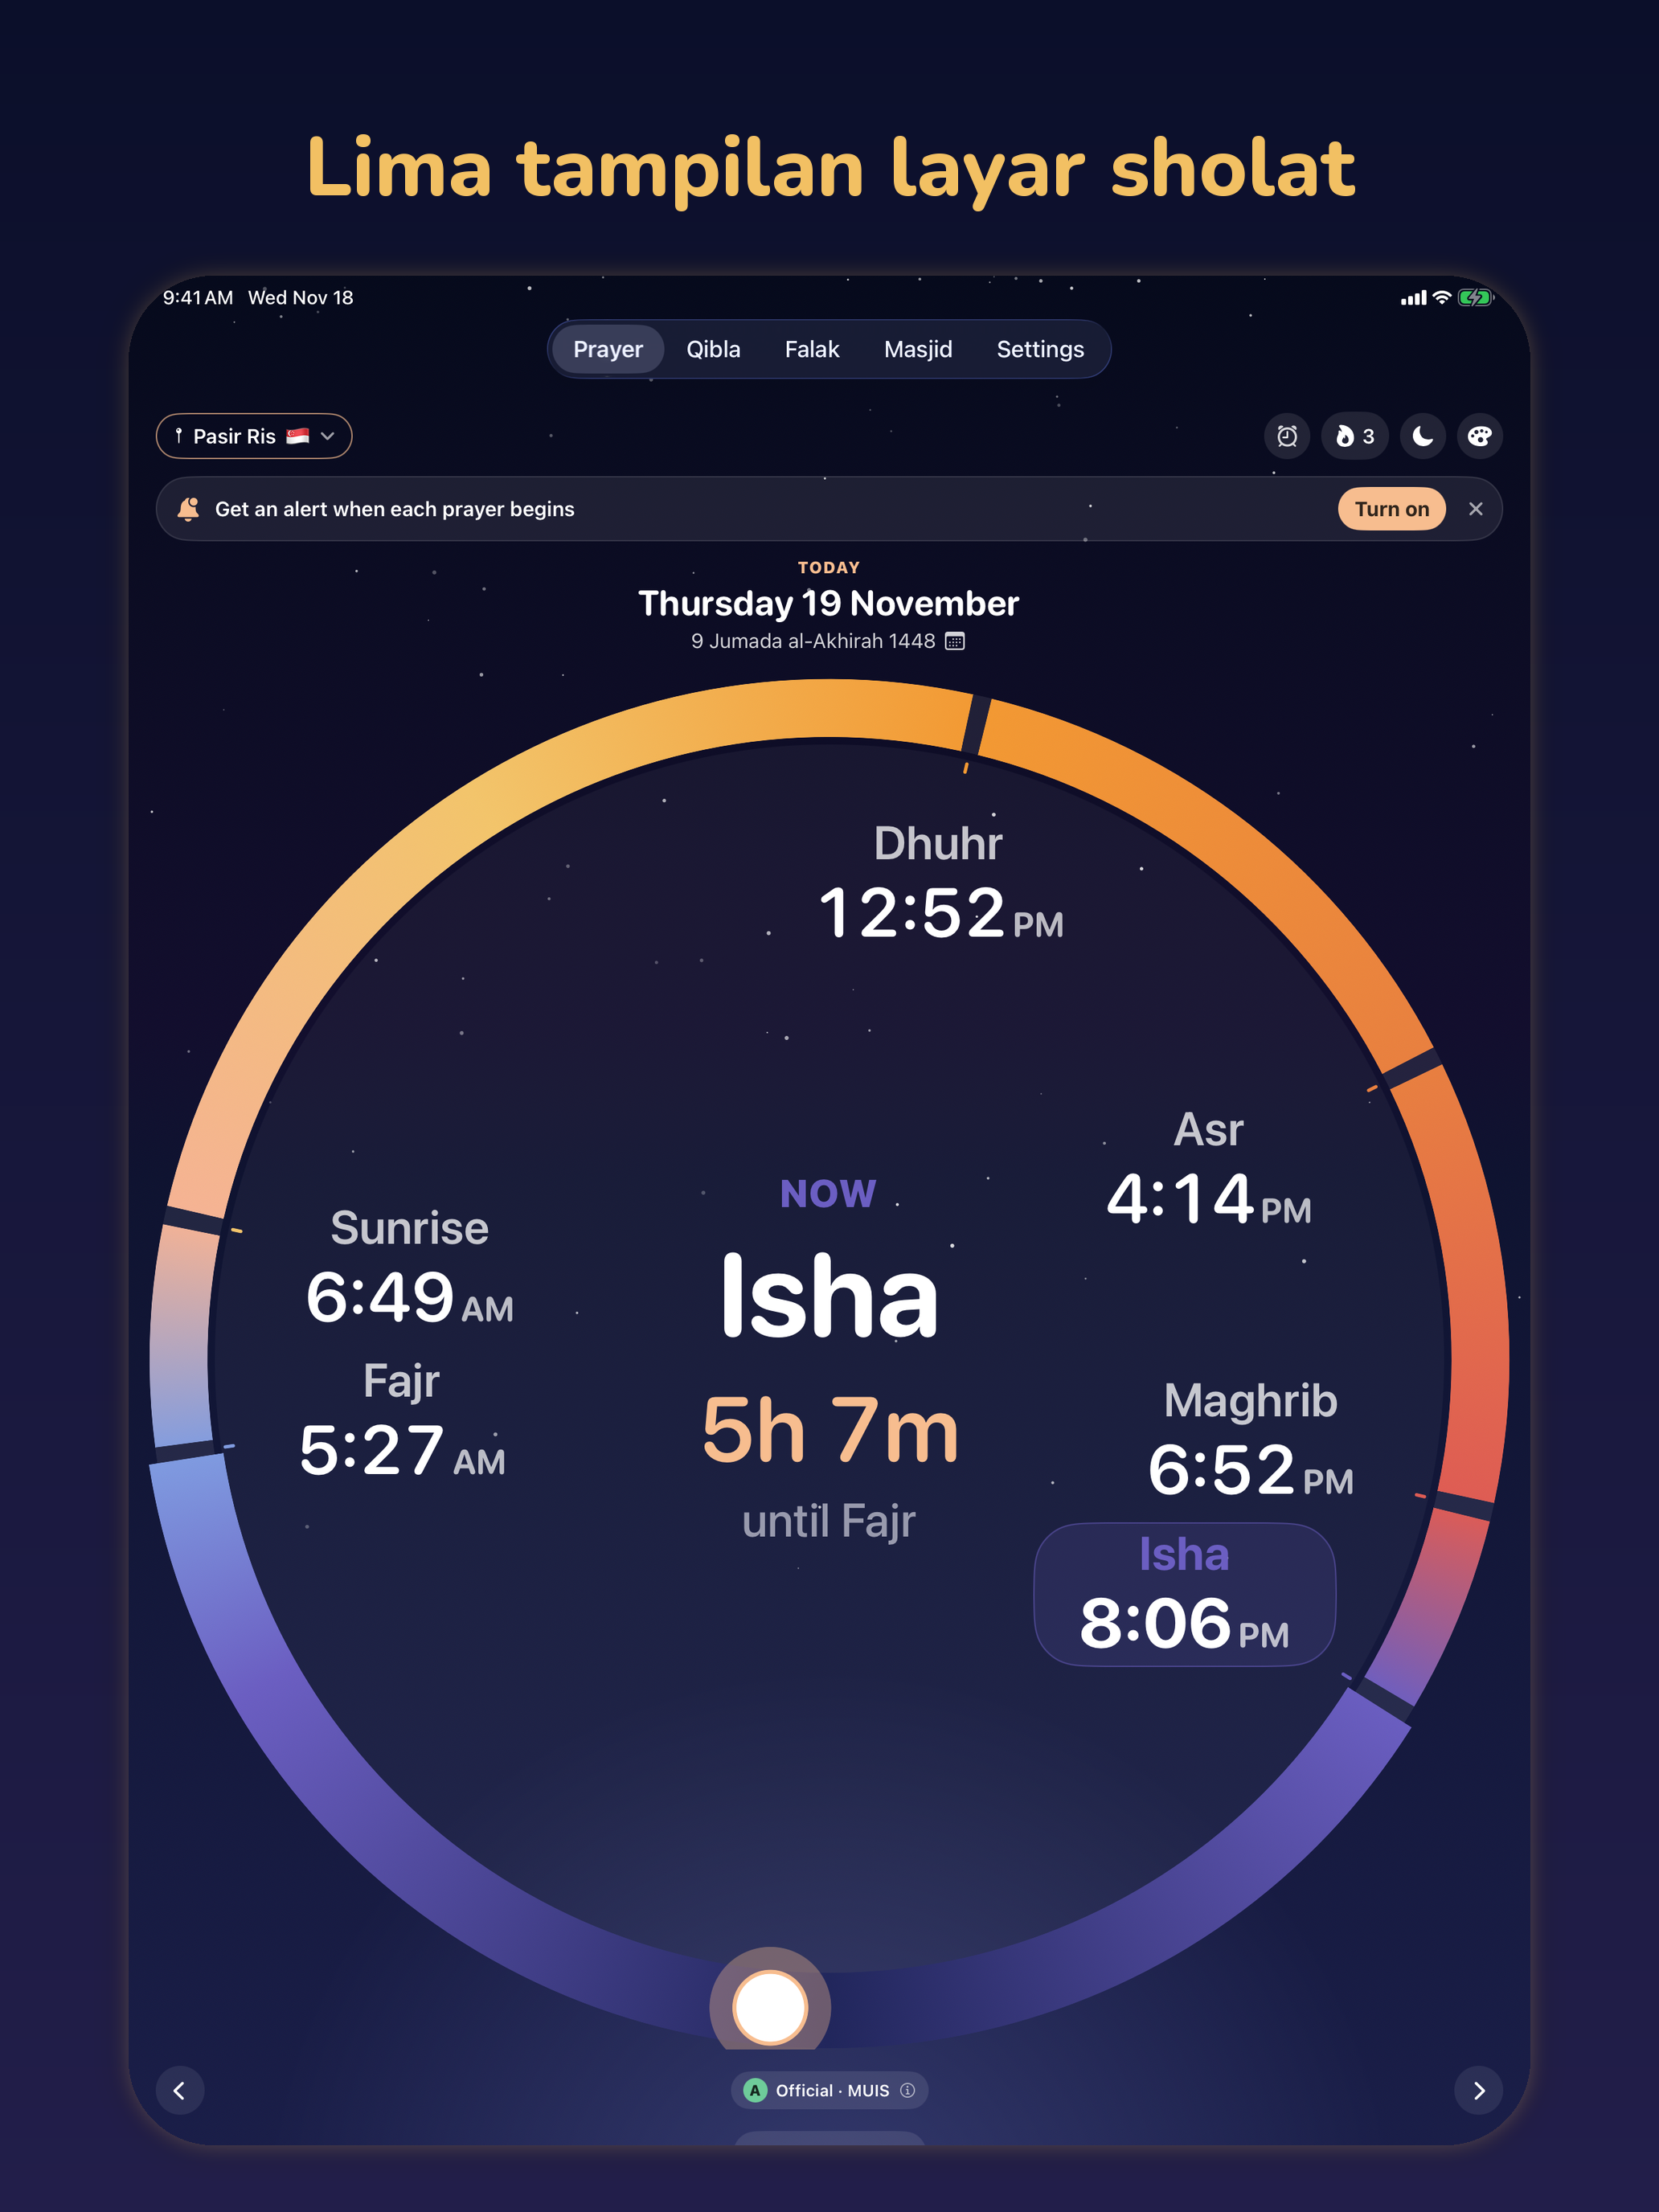 Lima tampilan layar sholat
9:41 AM Wed Nov 18
Prayer Qibla Falak Masjid Settings
Pasir Ris
3
Get an alert when each prayer begins
Turn on
TODAY
Thursday 19 November
9 Jumada al-Akhirah 1448
Dhuhr
12:52 PM
Asr
4:14 PM
Sunrise
6:49 AM
NOW
Isha
5h 7m
until Fajr
Fajr
5:27 AM
Maghrib
6:52 PM
Isha
8:06 PM
A Official · MUIS